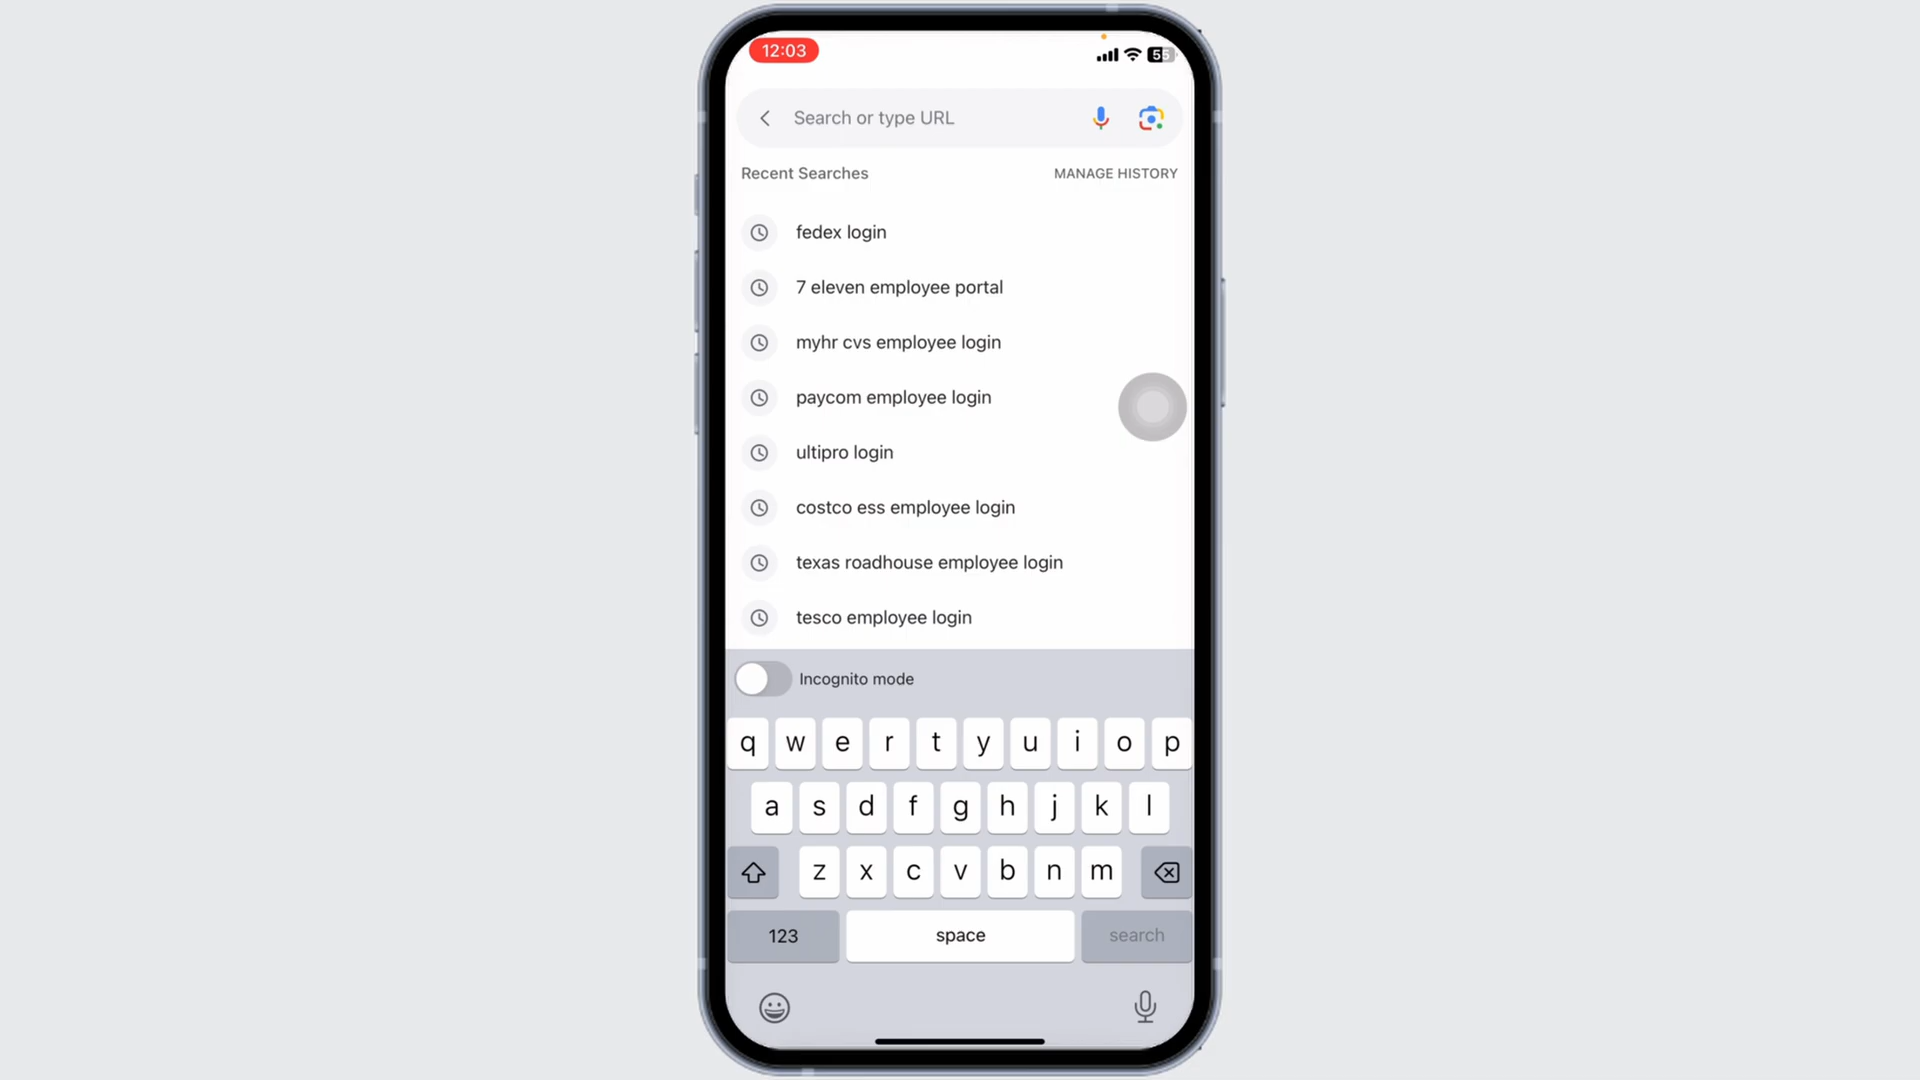 12:03
55
Search or type URL
Recent Searches MANAGE HISTORY
fedex login
7 eleven employee portal
myhr cvs employee login
paycom employee login
ultipro login
costco ess employee login
texas roadhouse employee login
tesco employee login
Incognito mode
q w e r t y u i o p
a s d f g h j k l
z x c v b n m
123 space search